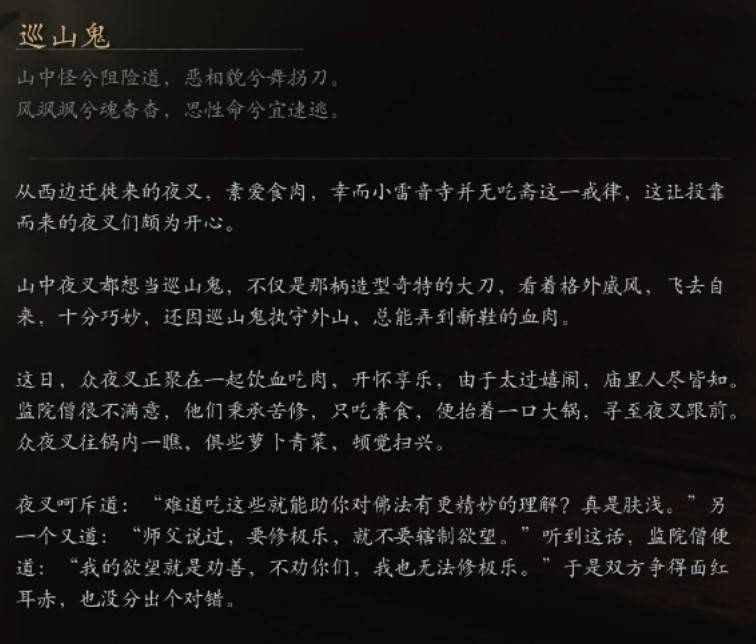 巡山鬼
山中怪兮阻险道，恶相貌兮舞拐刀。
风飒飒兮魂杳杳，思性命兮宜速逃。
从西边迁徙来的夜叉，素爱食肉，幸而小雷音寺并无吃斋这一戒律，这让投靠
而来的夜叉们颇为开心。
山中夜叉都想当巡山鬼，不仅是那柄造型奇特的大刀，看着格外威风，飞去自
来，十分巧妙，还因巡山鬼执守外山，总能弄到新鞋的血肉。
这日，众夜叉正聚在一起饮血吃肉，开怀享乐，由于太过嬉闹，庙里人尽皆知。
监院僧很不满意，他们秉承苦修，只吃素食，便抬着一口大锅，寻至夜叉跟前。
众夜叉往锅内一瞧，俱些萝卜青菜，顿觉扫兴。
夜叉呵斥道：“难道吃这些就能助你对佛法有更精妙的理解？真是肤浅。”另
一个又道：“师父说过，要修极乐，就不要辖制欲望。”听到这话，监院僧便
道：“我的欲望就是劝善，不劝你们，我也无法修极乐。”于是双方争得面红
耳赤，也没分出个对错。